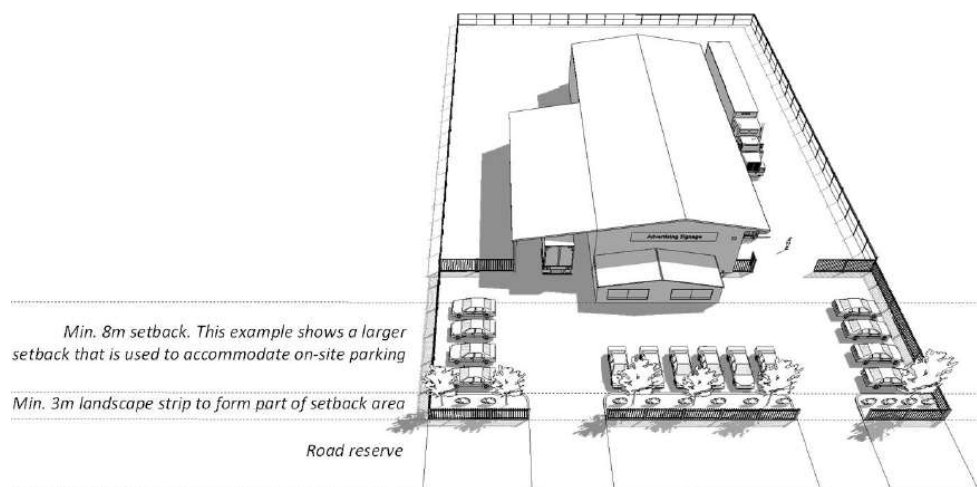 Advertising Signage
Min. 8m setback. This example shows a larger
setback that is used to accommodate on-site parking
Min. 3m landscape strip to form part of setback area
Road reserve